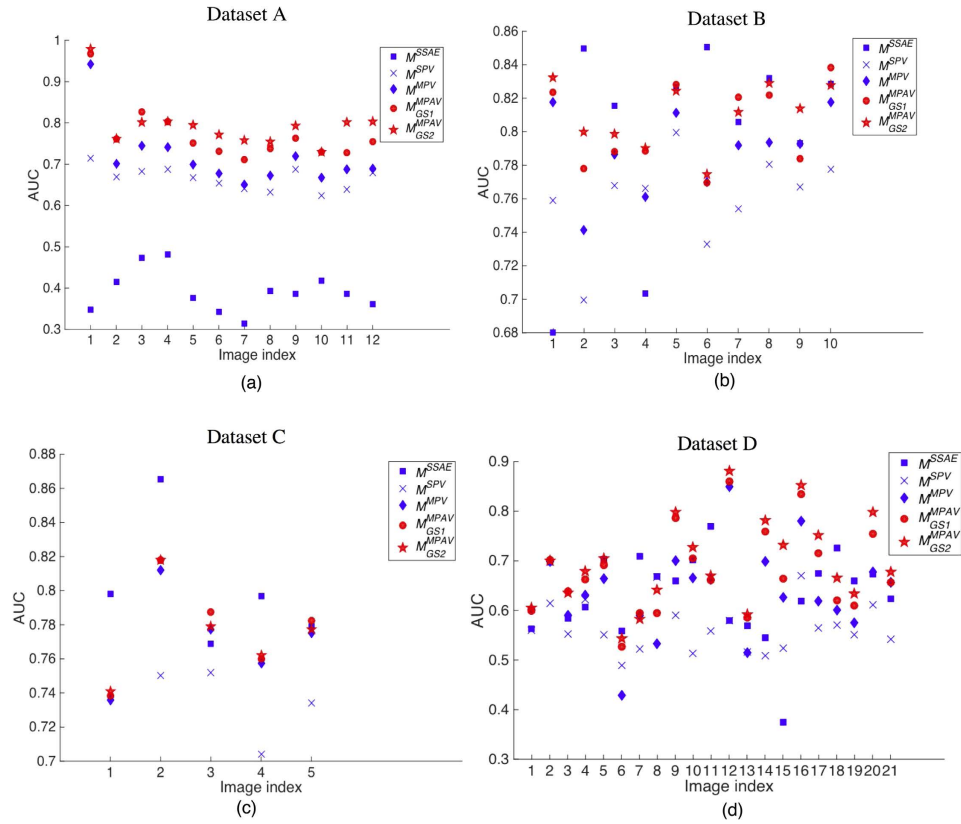 Dataset A
AUC
1
0.9
0.8
0.7
0.6
0.5
0.4
0.3
1 2 3 4 5 6 7 8 9 10 11 12
Image index
M^SSAE
M^SPV
M^MPV
M^MPAV_GS1
M^MPAV_GS2
(a)
Dataset B
AUC
0.86
0.84
0.82
0.8
0.78
0.76
0.74
0.72
0.7
0.68
1 2 3 4 5 6 7 8 9 10
Image index
M^SSAE
M^SPV
M^MPV
M^MPAV_GS1
M^MPAV_GS2
(b)
Dataset C
AUC
0.88
0.86
0.84
0.82
0.8
0.78
0.76
0.74
0.72
0.7
1 2 3 4 5
Image index
M^SSAE
M^SPV
M^MPV
M^MPAV_GS1
M^MPAV_GS2
(c)
Dataset D
AUC
0.9
0.8
0.7
0.6
0.5
0.4
0.3
1 2 3 4 5 6 7 8 9 10 11 12 13 14 15 16 17 18 19 20 21
Image index
M^SSAE
M^SPV
M^MPV
M^MPAV_GS1
M^MPAV_GS2
(d)